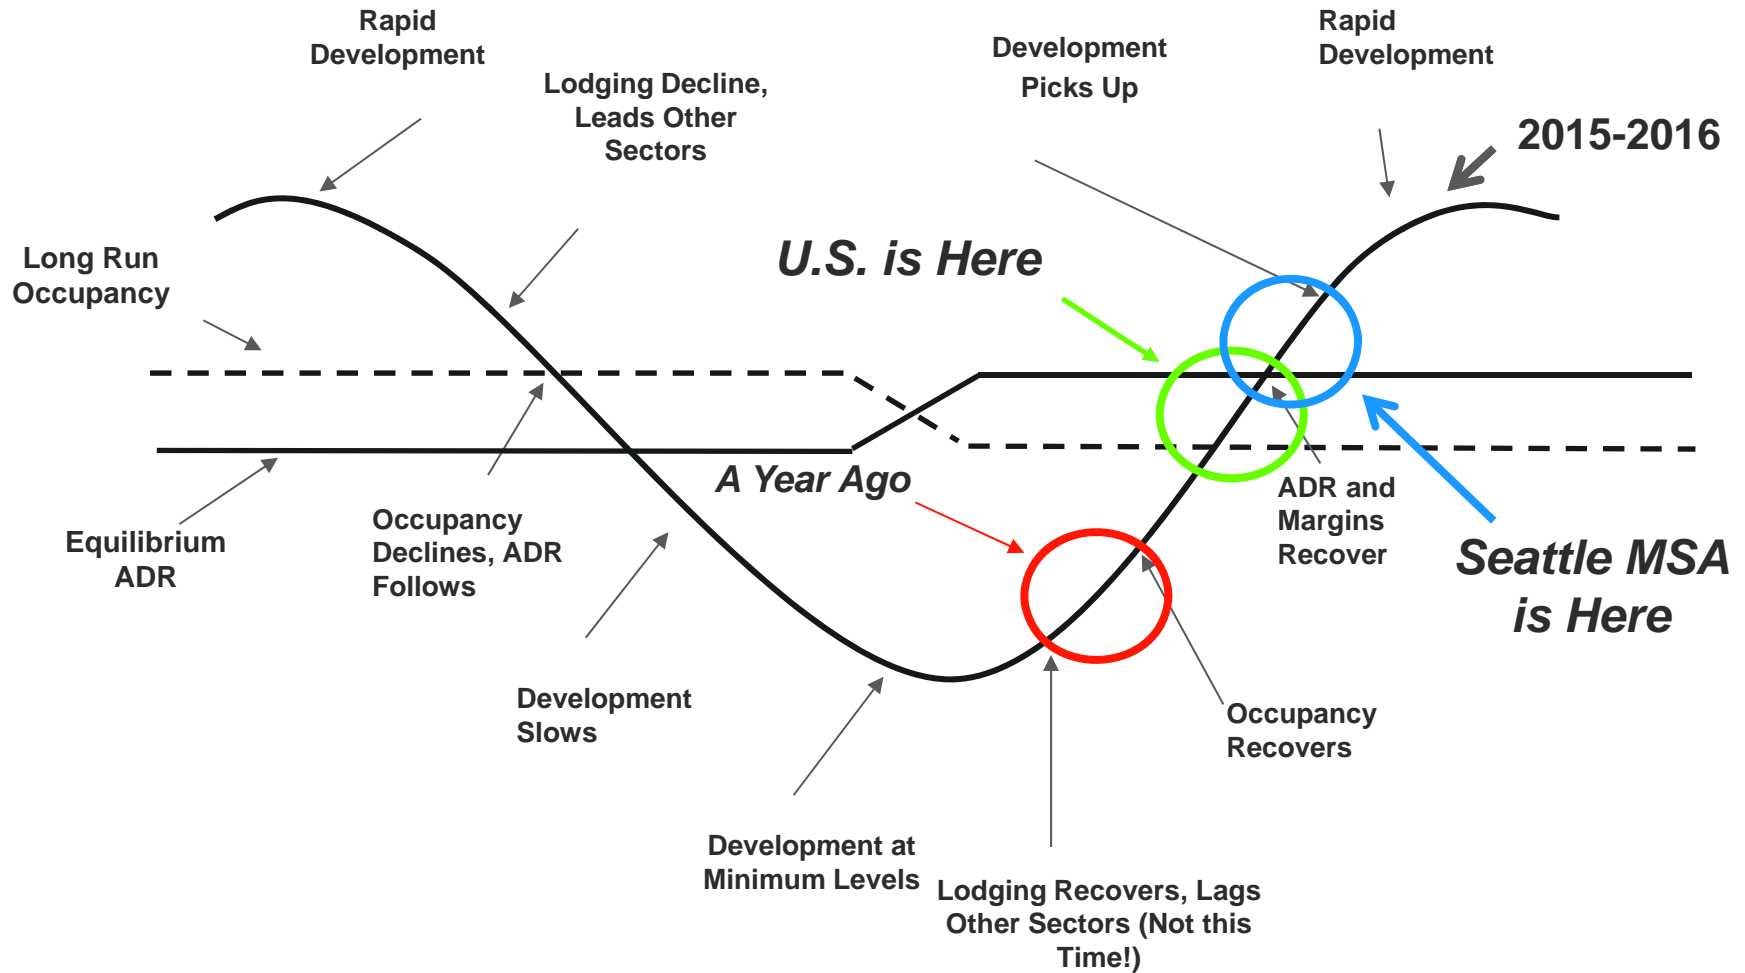 Rapid
Development
Lodging Decline,
Leads Other
Sectors
Development
Picks Up
Rapid
Development
2015-2016
U.S. is Here
Long Run
Occupancy
A Year Ago
Equilibrium
ADR
Occupancy
Declines, ADR
Follows
ADR and
Margins
Recover
Seattle MSA
is Here
Development
Slows
Occupancy
Recovers
Development at
Minimum Levels
Lodging Recovers, Lags
Other Sectors (Not this
Time!)